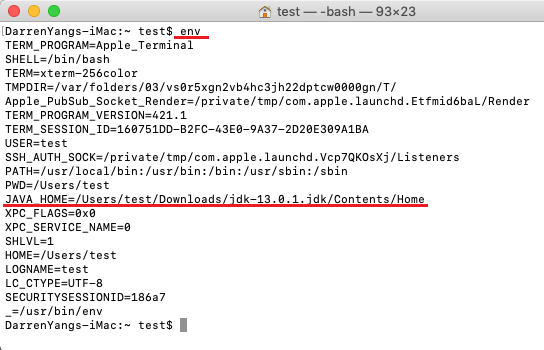 test — -bash — 93×23
DarrenYangs-iMac:~ test$ env
TERM_PROGRAM=Apple_Terminal
SHELL=/bin/bash
TERM=xterm-256color
TMPDIR=/var/folders/03/vs0r5xgn2vb4hc3jh22dptcw0000gn/T/
Apple_PubSub_Socket_Render=/private/tmp/com.apple.launchd.Etfmid6baL/Render
TERM_PROGRAM_VERSION=421.1
TERM_SESSION_ID=160751DD-B2FC-43E0-9A37-2D20E309A1BA
USER=test
SSH_AUTH_SOCK=/private/tmp/com.apple.launchd.Vcp7QKOsXj/Listeners
PATH=/usr/local/bin:/usr/bin:/bin:/usr/sbin:/sbin
PWD=/Users/test
JAVA_HOME=/Users/test/Downloads/jdk-13.0.1.jdk/Contents/Home
XPC_FLAGS=0x0
XPC_SERVICE_NAME=0
SHLVL=1
HOME=/Users/test
LOGNAME=test
LC_CTYPE=UTF-8
SECURITYSESSIONID=186a7
_=/usr/bin/env
DarrenYangs-iMac:~ test$